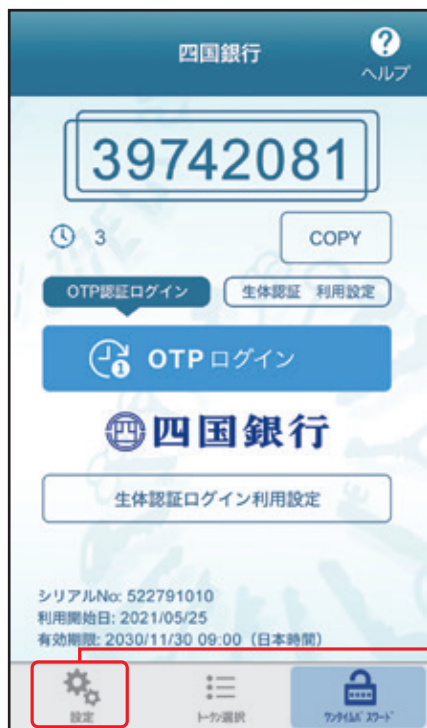 四国銀行
?
ヘルプ
39742081
3
COPY
OTP認証ログイン
生体認証 利用設定
1 OTP ログイン
四国銀行
生体認証ログイン利用設定
シリアルNo: 522791010
利用開始日: 2021/05/25
有効期限: 2030/11/30 09:00（日本時間）
設定
ﾄｰｸﾝ選択
ﾜﾝﾀｲﾑﾊﾟｽﾜｰﾄﾞ